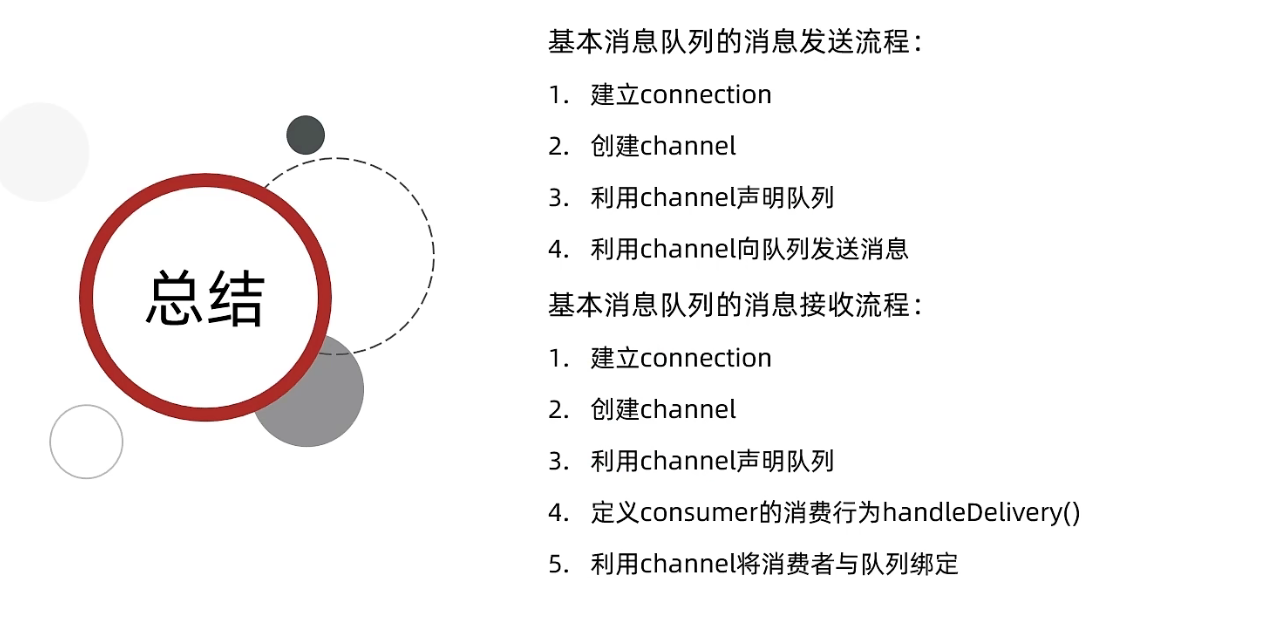 总结
基本消息队列的消息发送流程：
1. 建立connection
2. 创建channel
3. 利用channel声明队列
4. 利用channel向队列发送消息
基本消息队列的消息接收流程：
1. 建立connection
2. 创建channel
3. 利用channel声明队列
4. 定义consumer的消费行为handleDelivery()
5. 利用channel将消费者与队列绑定